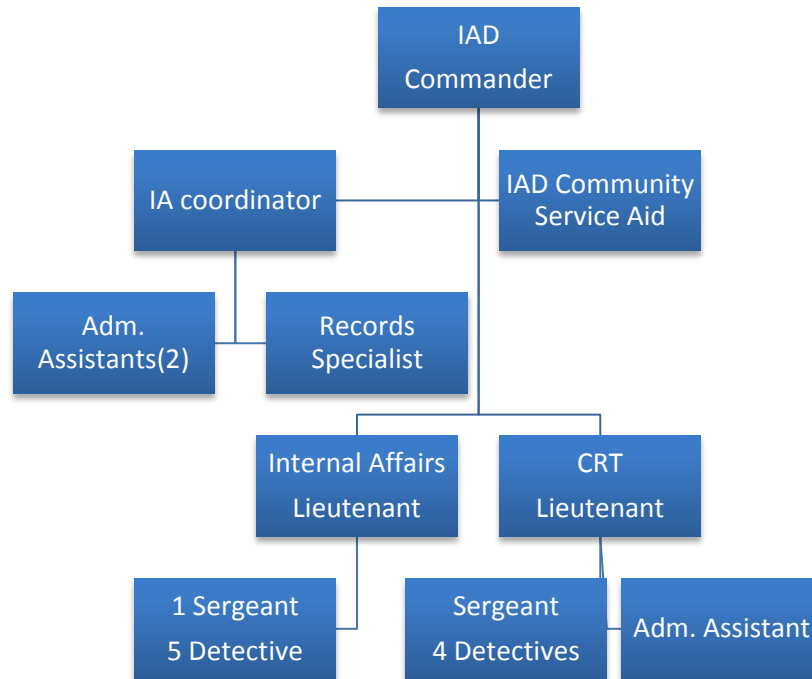 IAD
Commander
IA coordinator
IAD Community
Service Aid
Adm.
Assistants(2)
Records
Specialist
Internal Affairs
Lieutenant
CRT
Lieutenant
1 Sergeant
5 Detective
Sergeant
4 Detectives
Adm. Assistant